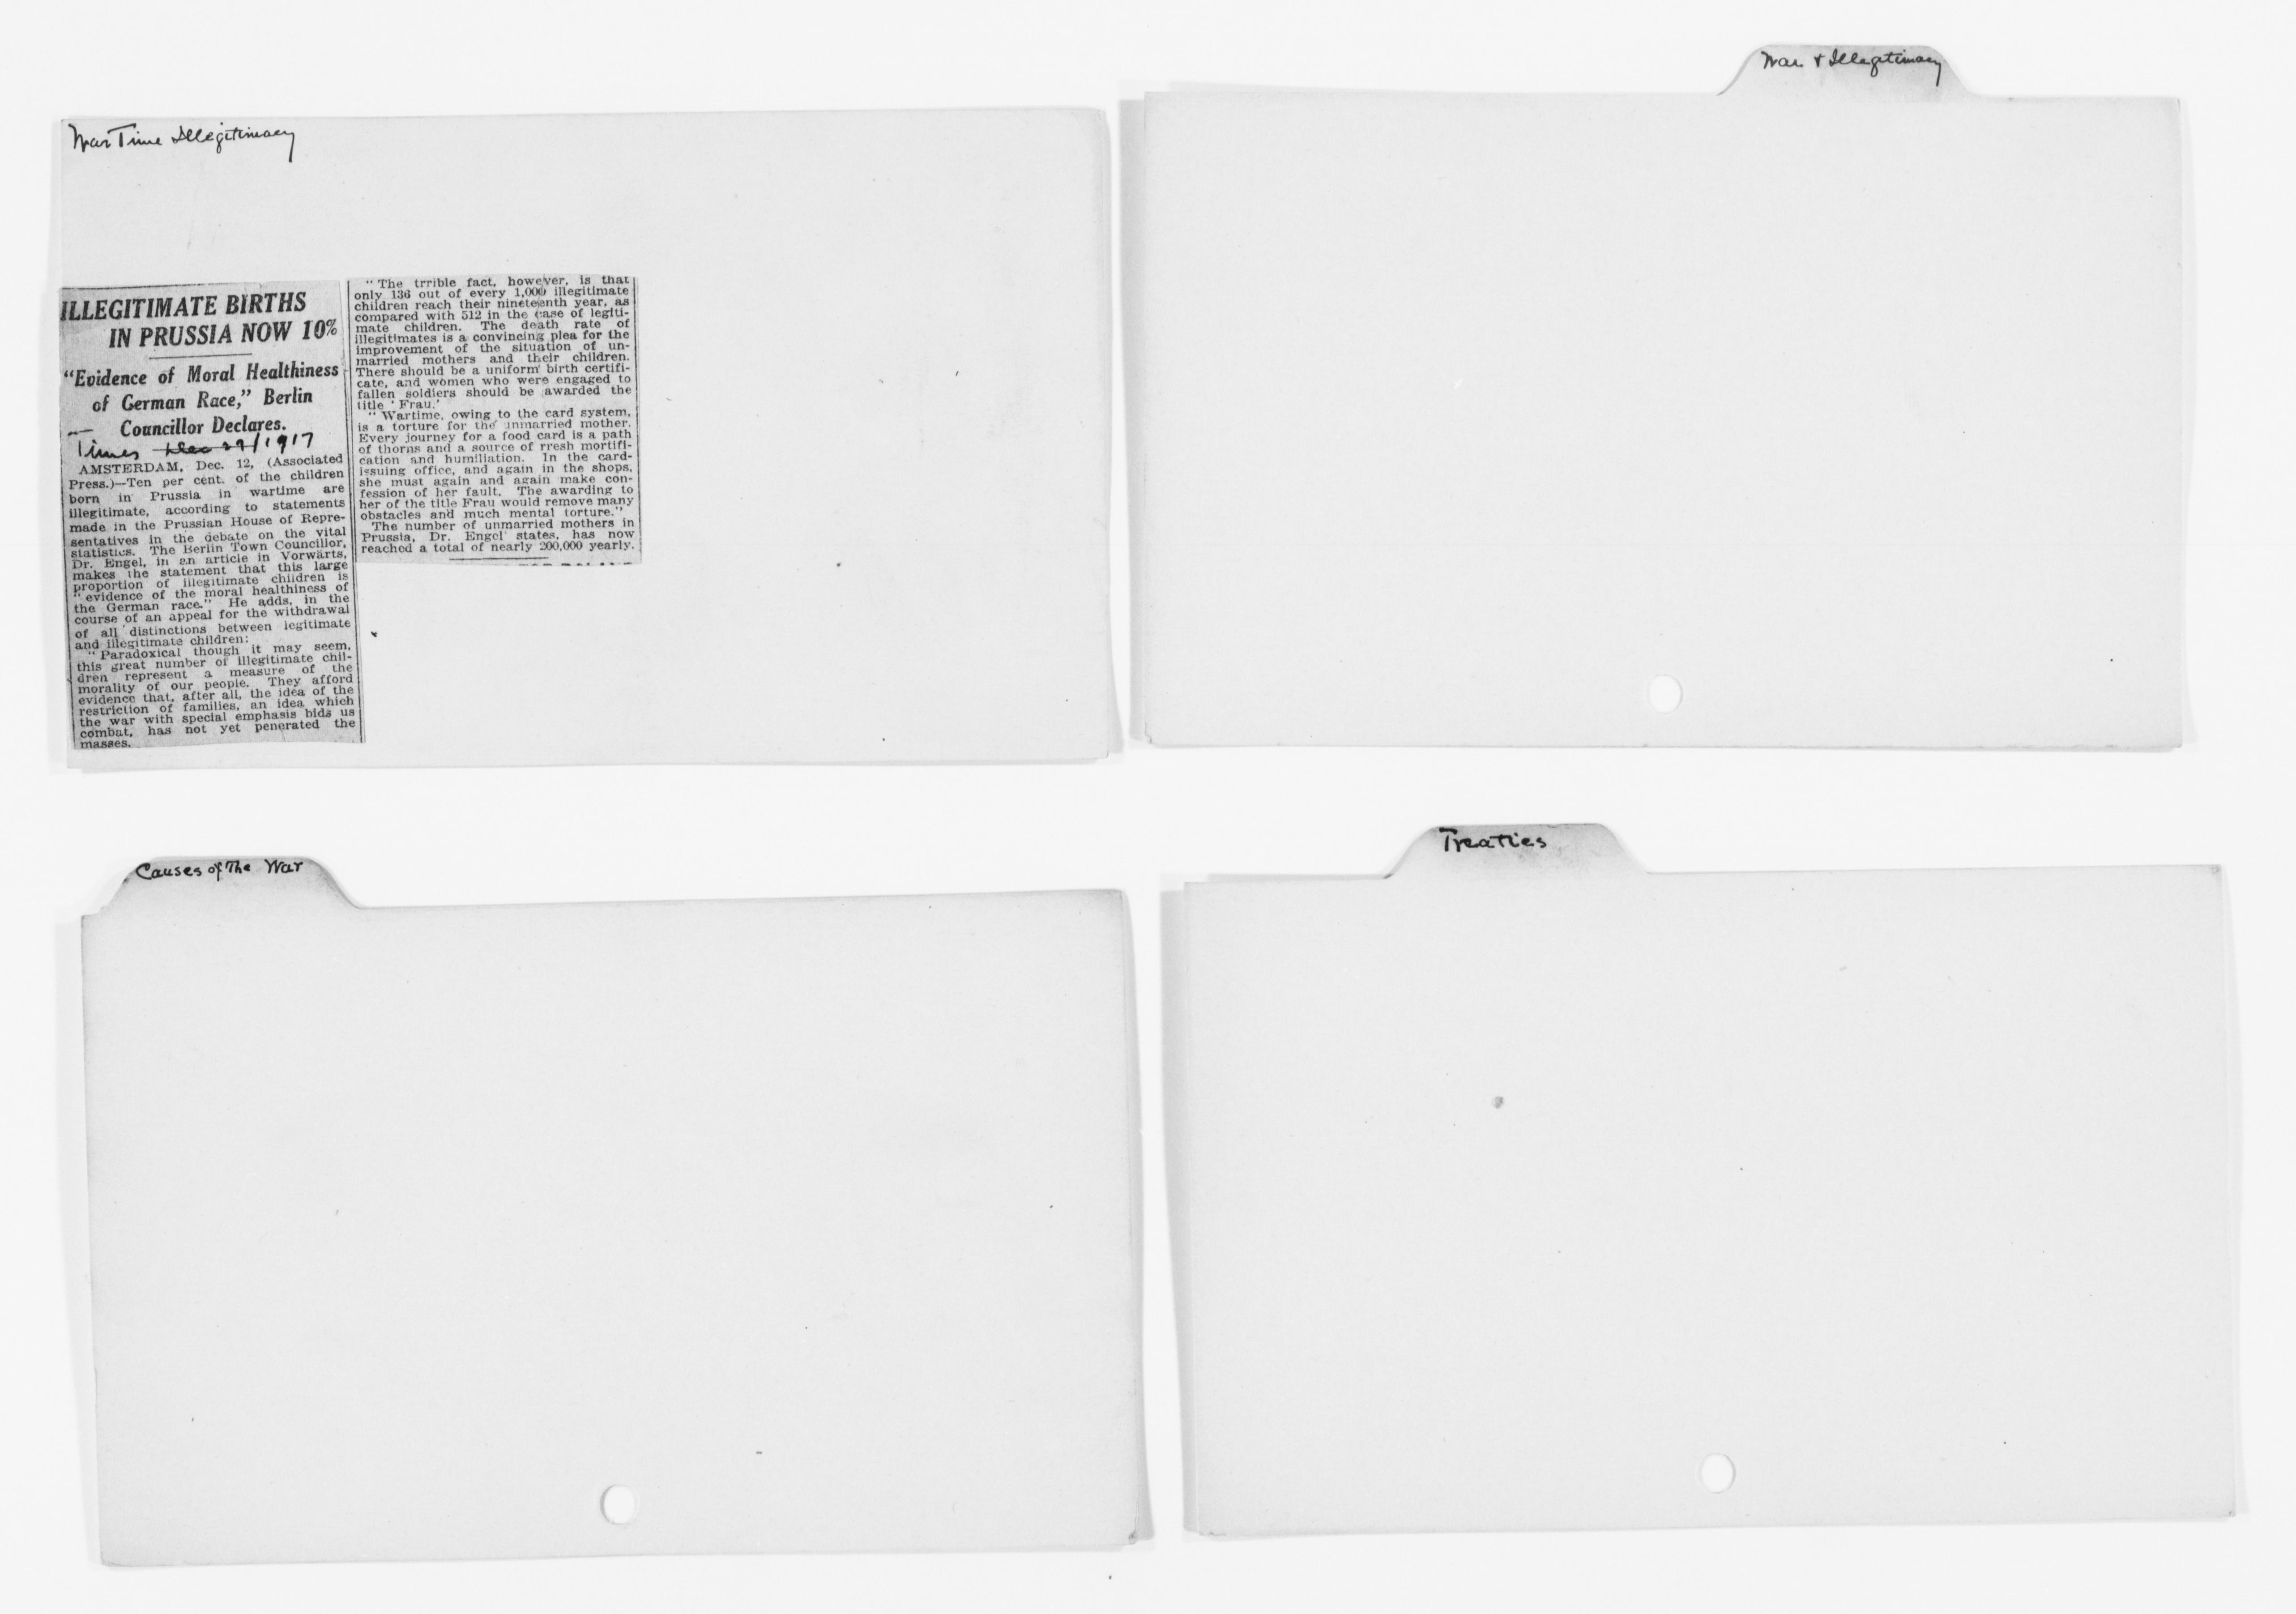 War Time Illegitimacy
ILLEGITIMATE BIRTHS
IN PRUSSIA NOW 10%
"Evidence of Moral Healthiness
of German Race," Berlin
Councillor Declares.
Times Dec 27/1917
AMSTERDAM, Dec. 12, (Associated
Press.)—Ten per cent. of the children
born in Prussia in wartime are
illegitimate, according to statements
made in the Prussian House of Repre-
sentatives in the debate on the vital
statistics. The Berlin Town Councillor,
Dr. Engel, in an article in Vorwärts,
makes the statement that this large
proportion of illegitimate children is
"evidence of the moral healthiness of
the German race." He adds, in the
course of an appeal for the withdrawal
of all distinctions between legitimate
and illegitimate children:
"Paradoxical though it may seem,
this great number of illegitimate chil-
dren represent a measure of the
morality of our people. They afford
evidence that, after all, the idea of the
restriction of families, an idea which
the war with special emphasis bids us
combat, has not yet penerated the
masses.
"The trrible fact, however, is that
only 136 out of every 1,000 illegitimate
children reach their nineteenth year, as
compared with 512 in the case of legiti-
mate children. The death rate of
illegitimates is a convincing plea for the
improvement of the situation of un-
married mothers and their children.
There should be a uniform birth certifi-
cate, and women who were engaged to
fallen soldiers should be awarded the
title 'Frau.'
"Wartime, owing to the card system,
is a torture for the unmarried mother.
Every journey for a food card is a path
of thorns and a source of rresh mortifi-
cation and humiliation. In the card-
issuing office, and again in the shops,
she must again and again make con-
fession of her fault. The awarding to
her of the title Frau would remove many
obstacles and much mental torture."
The number of unmarried mothers in
Prussia, Dr. Engel states, has now
reached a total of nearly 200,000 yearly.
War & Illegitimacy
Causes of The War
Treaties